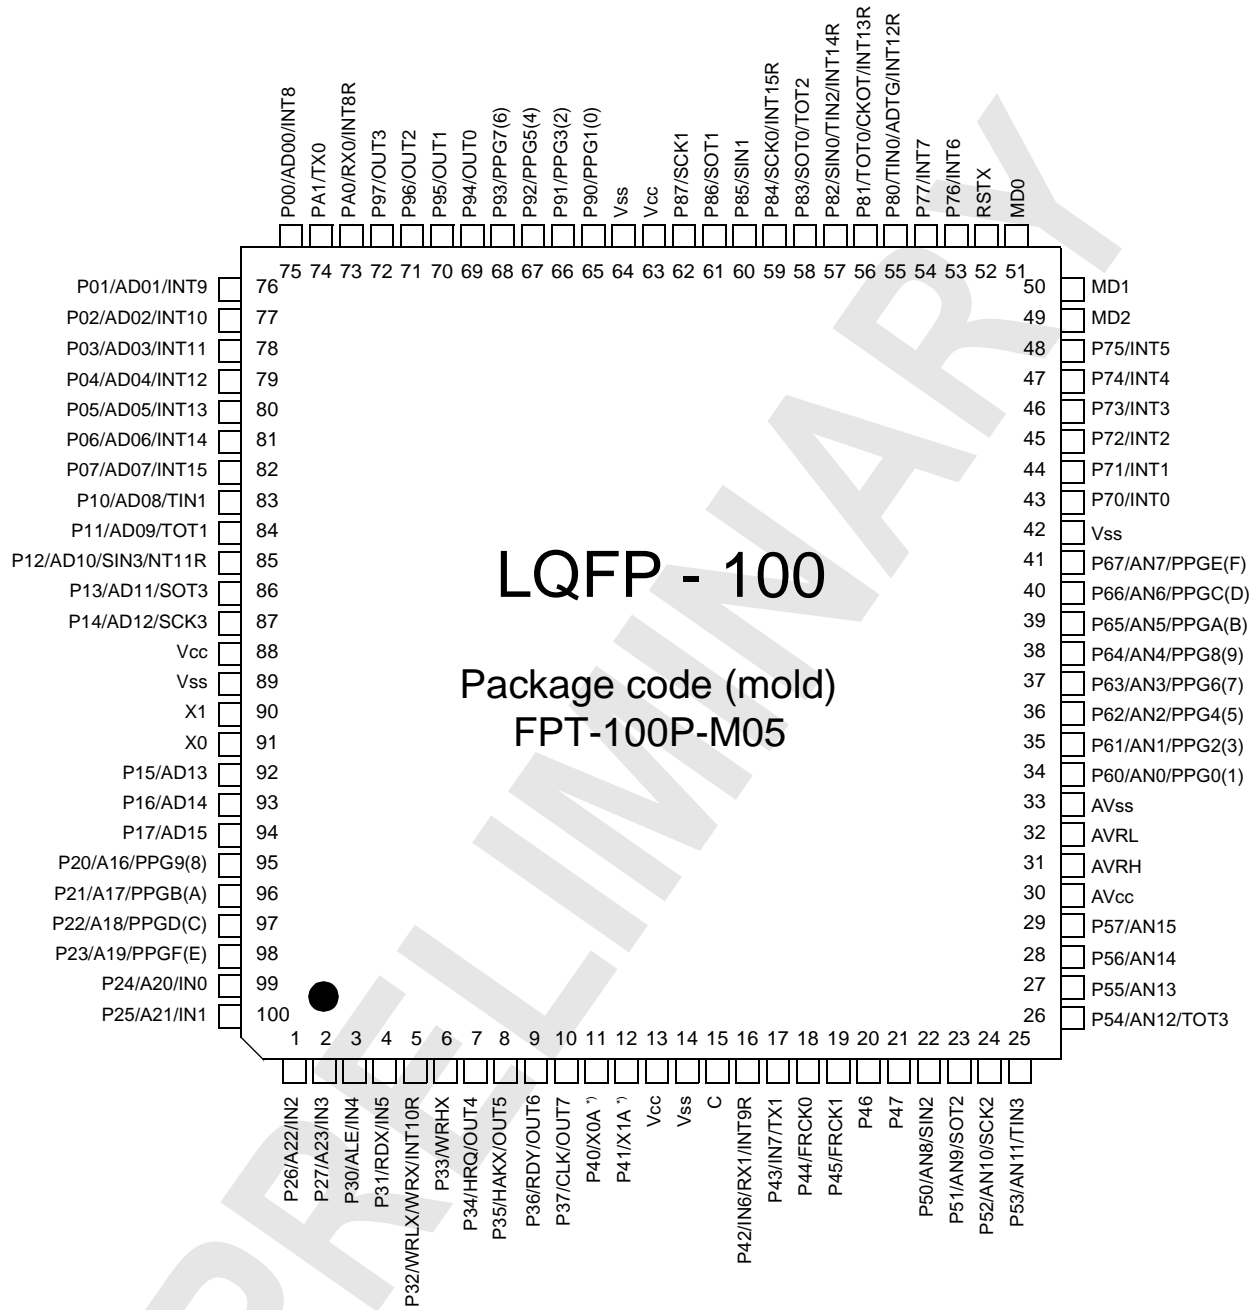 P00/AD00/INT8
PA1/TX0
PA0/RX0/INT8R
P97/OUT3
P96/OUT2
P95/OUT1
P94/OUT0
P93/PPG7(6)
P92/PPG5(4)
P91/PPG3(2)
P90/PPG1(0)
Vss
Vcc
P87/SCK1
P86/SOT1
P85/SIN1
P84/SCK0/INT15R
P83/SOT0/TOT2
P82/SIN0/TIN2/INT14R
P81/TOT0/CKOT/INT13R
P80/TIN0/ADTG/INT12R
P77/INT7
P76/INT6
RSTX
MD0
75 74 73 72 71 70 69 68 67 66 65 64 63 62 61 60 59 58 57 56 55 54 53 52 51
P01/AD01/INT9 76
P02/AD02/INT10 77
P03/AD03/INT11 78
P04/AD04/INT12 79
P05/AD05/INT13 80
P06/AD06/INT14 81
P07/AD07/INT15 82
P10/AD08/TIN1 83
P11/AD09/TOT1 84
P12/AD10/SIN3/NT11R 85
P13/AD11/SOT3 86
P14/AD12/SCK3 87
Vcc 88
Vss 89
X1 90
X0 91
P15/AD13 92
P16/AD14 93
P17/AD15 94
P20/A16/PPG9(8) 95
P21/A17/PPGB(A) 96
P22/A18/PPGD(C) 97
P23/A19/PPGF(E) 98
P24/A20/IN0 99
P25/A21/IN1 100
LQFP - 100
Package code (mold)
FPT-100P-M05
50 MD1
49 MD2
48 P75/INT5
47 P74/INT4
46 P73/INT3
45 P72/INT2
44 P71/INT1
43 P70/INT0
42 Vss
41 P67/AN7/PPGE(F)
40 P66/AN6/PPGC(D)
39 P65/AN5/PPGA(B)
38 P64/AN4/PPG8(9)
37 P63/AN3/PPG6(7)
36 P62/AN2/PPG4(5)
35 P61/AN1/PPG2(3)
34 P60/AN0/PPG0(1)
33 AVss
32 AVRL
31 AVRH
30 AVcc
29 P57/AN15
28 P56/AN14
27 P55/AN13
26 P54/AN12/TOT3
1 2 3 4 5 6 7 8 9 10 11 12 13 14 15 16 17 18 19 20 21 22 23 24 25
P26/A22/IN2
P27/A23/IN3
P30/ALE/IN4
P31/RDX/IN5
P32/WRLX/WRX/INT10R
P33/WRHX
P34/HRQ/OUT4
P35/HAKX/OUT5
P36/RDY/OUT6
P37/CLK/OUT7
P40/X0A *)
P41/X1A *)
Vcc
Vss
C
P42/IN6/RX1/INT9R
P43/IN7/TX1
P44/FRCK0
P45/FRCK1
P46
P47
P50/AN8/SIN2
P51/AN9/SOT2
P52/AN10/SCK2
P53/AN11/TIN3
PRELIMINARY